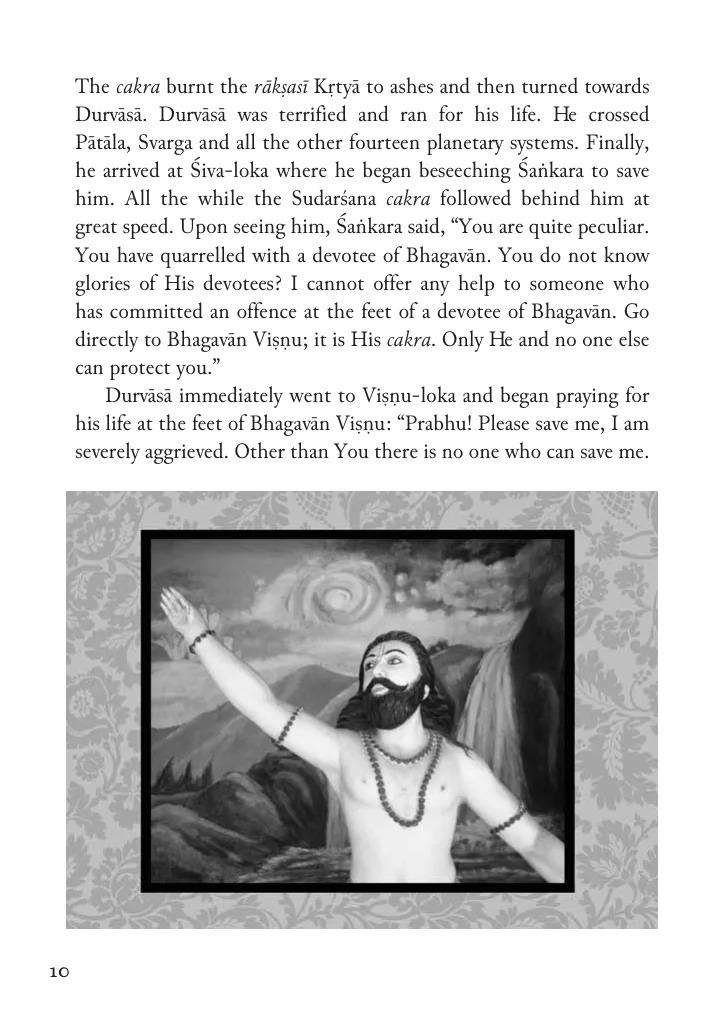 The cakra burnt the rākṣasī Kṛtyā to ashes and then turned towards
Durvāsā. Durvāsā was terrified and ran for his life. He crossed
Pātāla, Svarga and all the other fourteen planetary systems. Finally,
he arrived at Śiva-loka where he began beseeching Śaṅkara to save
him. All the while the Sudarśana cakra followed behind him at
great speed. Upon seeing him, Śaṅkara said, “You are quite peculiar.
You have quarrelled with a devotee of Bhagavān. You do not know
glories of His devotees? I cannot offer any help to someone who
has committed an offence at the feet of a devotee of Bhagavān. Go
directly to Bhagavān Viṣṇu; it is His cakra. Only He and no one else
can protect you.”
Durvāsā immediately went to Viṣṇu-loka and began praying for
his life at the feet of Bhagavān Viṣṇu: “Prabhu! Please save me, I am
severely aggrieved. Other than You there is no one who can save me.
10